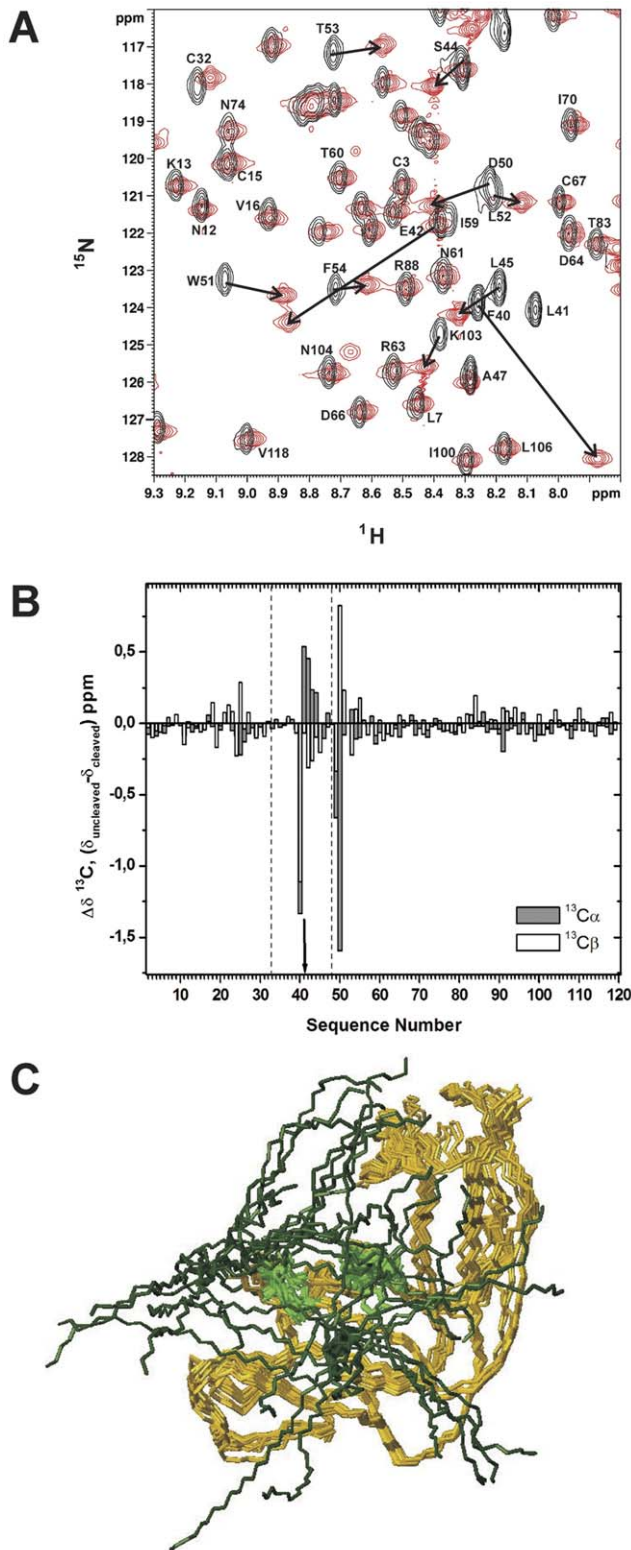 A
ppm
T53
S44
117
C32
118
N74
I70
119
T60
120
K13
C15
C3
D50
C67
121
V16
L52
T83
122
N12
E42
I59
D64
N61
L45
123
W51
F54
R88
F40
L41
124
K103
125
N104
R63
A47
126
D66
L7
127
V118
I100
L106
128
15N
9.3 9.2 9.1 9.0 8.9 8.8 8.7 8.6 8.5 8.4 8.3 8.2 8.1 8.0 ppm
1H
B
0,5
0,0
-0,5
-1,0
-1,5
Δδ 13C, (δuncleaved-δcleaved) ppm
13Cα
13Cβ
10 20 30 40 50 60 70 80 90 100 110 120
Sequence Number
C